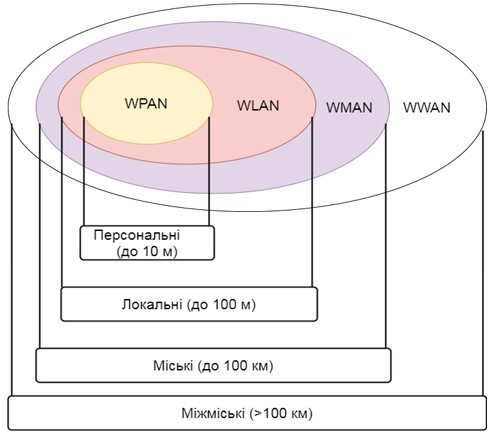 WPAN
WLAN
WMAN
WWAN
Персональні
(до 10 м)
Локальні (до 100 м)
Міські (до 100 км)
Міжміські (>100 км)